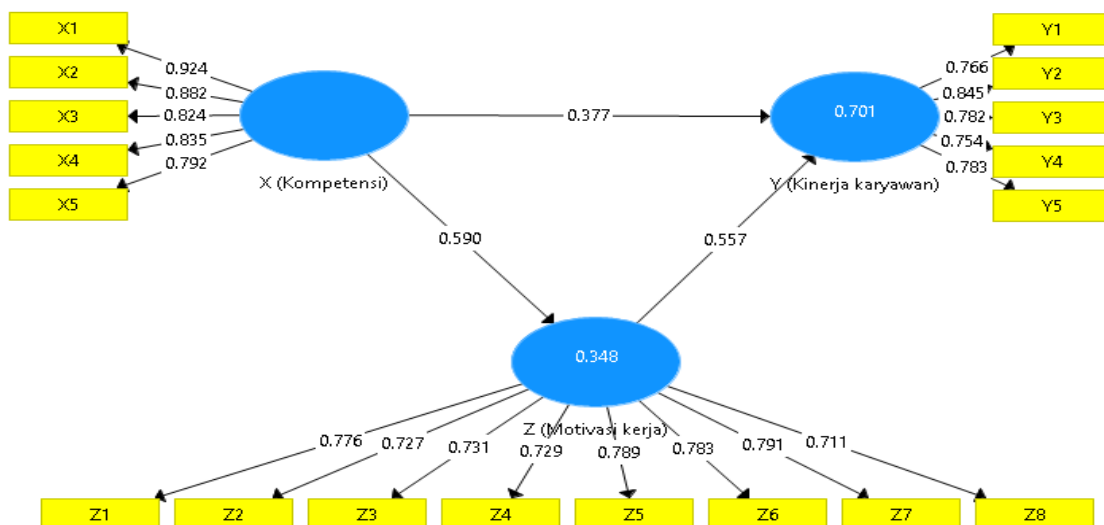 X1
X2
X3
X4
X5
0.924
0.882
0.824
0.835
0.792
X (Kompetensi)
0.377
0.590
0.557
0.701
Y (Kinerja karyawan)
0.766
0.845
0.782
0.754
0.783
Y1
Y2
Y3
Y4
Y5
0.348
Z (Motivasi kerja)
0.776
0.727
0.731
0.729
0.789
0.783
0.791
0.711
Z1
Z2
Z3
Z4
Z5
Z6
Z7
Z8